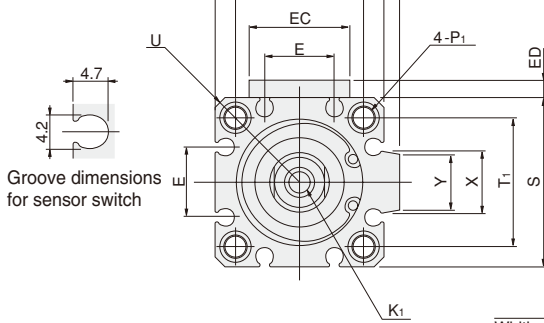 EC
U
E
4-P1
ED
4.7
4.2
Groove dimensions
for sensor switch
E
Y
X
T1
S
K1